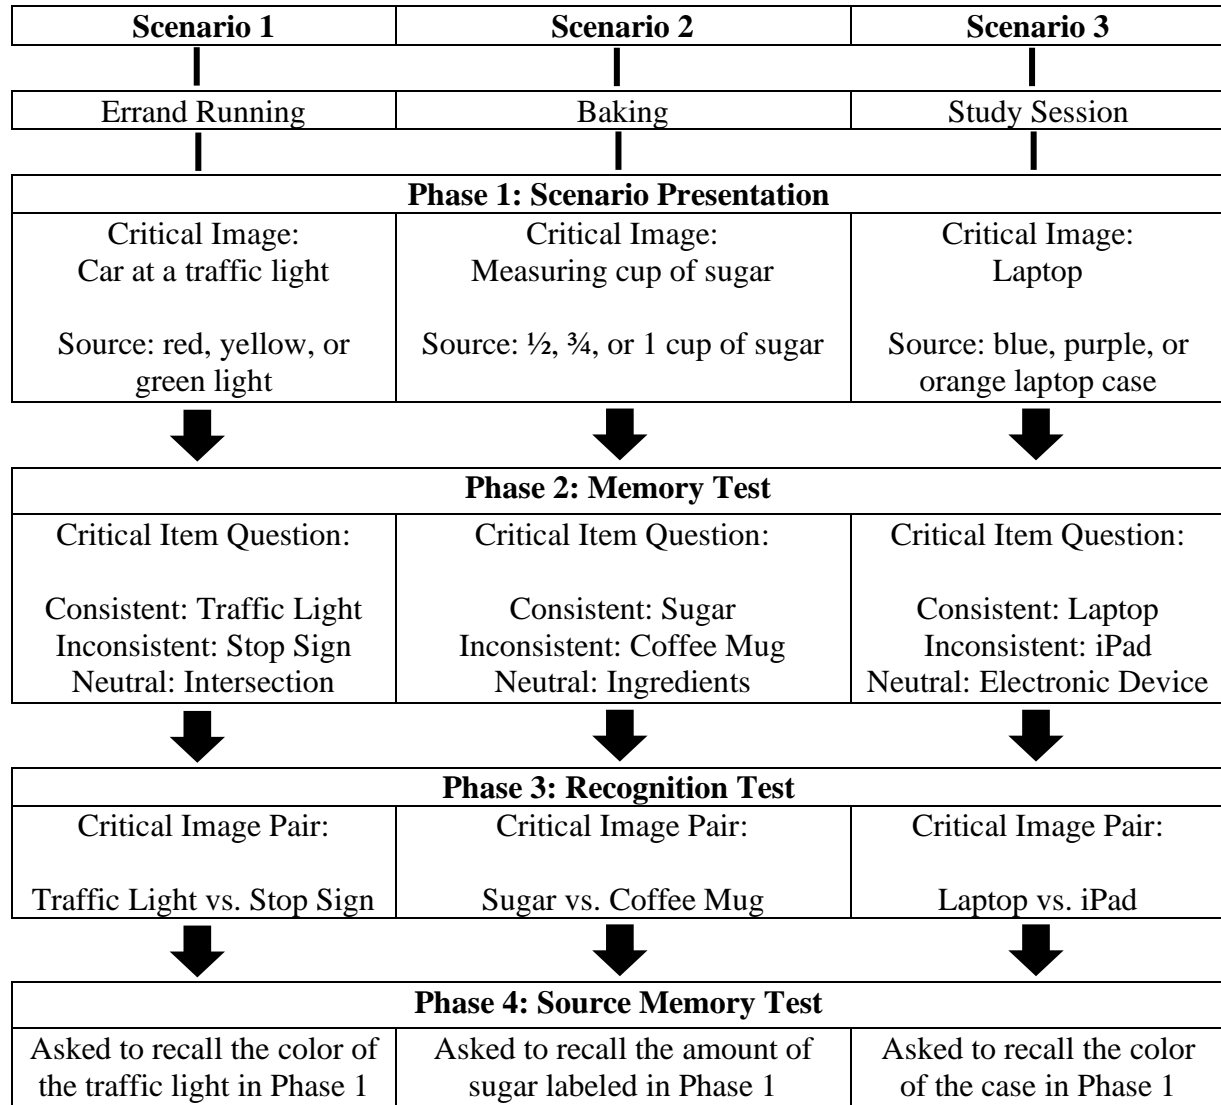 Scenario 1
Scenario 2
Scenario 3
Errand Running
Baking
Study Session
Phase 1: Scenario Presentation
Critical Image:
Car at a traffic light
Source: red, yellow, or
green light
Critical Image:
Measuring cup of sugar
Source: ½, ¾, or 1 cup of sugar
Critical Image:
Laptop
Source: blue, purple, or
orange laptop case
Phase 2: Memory Test
Critical Item Question:
Consistent: Traffic Light
Inconsistent: Stop Sign
Neutral: Intersection
Critical Item Question:
Consistent: Sugar
Inconsistent: Coffee Mug
Neutral: Ingredients
Critical Item Question:
Consistent: Laptop
Inconsistent: iPad
Neutral: Electronic Device
Phase 3: Recognition Test
Critical Image Pair:
Traffic Light vs. Stop Sign
Critical Image Pair:
Sugar vs. Coffee Mug
Critical Image Pair:
Laptop vs. iPad
Phase 4: Source Memory Test
Asked to recall the color of
the traffic light in Phase 1
Asked to recall the amount of
sugar labeled in Phase 1
Asked to recall the color
of the case in Phase 1